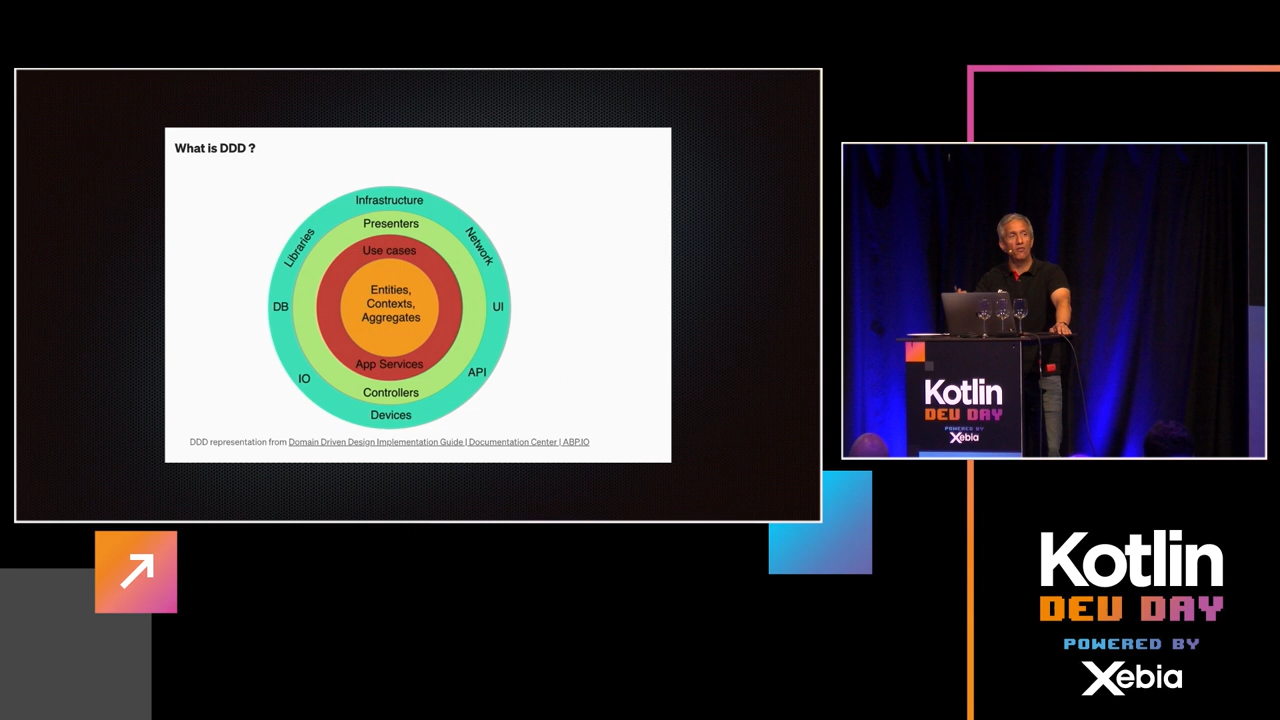 What is DDD ?
Infrastructure
Presenters
Libraries
Network
Use cases
Entities,
Contexts,
Aggregates
DB
UI
App Services
IO
API
Controllers
Devices
DDD representation from Domain Driven Design Implementation Guide | Documentation Center | ABP.IO
Kotlin
DEV DAY
POWERED BY
Xebia
Kotlin
DEV DAY
POWERED BY
Xebia